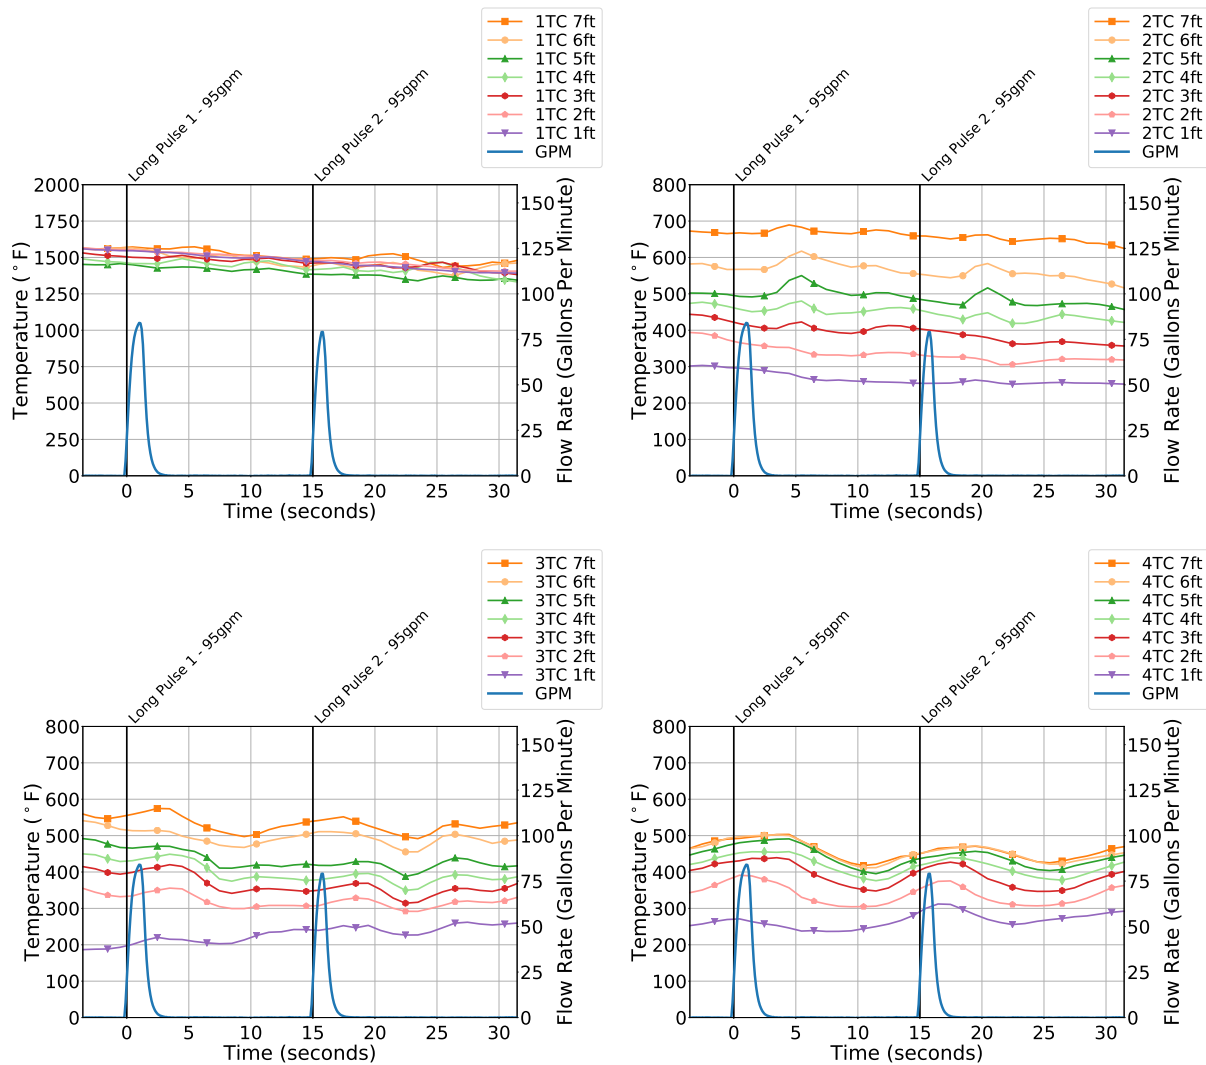 1TC 7ft
1TC 6ft
1TC 5ft
1TC 4ft
1TC 3ft
1TC 2ft
1TC 1ft
GPM
Long Pulse 1 - 95gpm
Long Pulse 2 - 95gpm
2000
1750
1500
1250
1000
750
500
250
0
Temperature (°F)
150
125
100
75
50
25
0
Flow Rate (Gallons Per Minute)
0 5 10 15 20 25 30
Time (seconds)
2TC 7ft
2TC 6ft
2TC 5ft
2TC 4ft
2TC 3ft
2TC 2ft
2TC 1ft
GPM
Long Pulse 1 - 95gpm
Long Pulse 2 - 95gpm
800
700
600
500
400
300
200
100
0
Temperature (°F)
150
125
100
75
50
25
0
Flow Rate (Gallons Per Minute)
0 5 10 15 20 25 30
Time (seconds)
3TC 7ft
3TC 6ft
3TC 5ft
3TC 4ft
3TC 3ft
3TC 2ft
3TC 1ft
GPM
Long Pulse 1 - 95gpm
Long Pulse 2 - 95gpm
800
700
600
500
400
300
200
100
0
Temperature (°F)
150
125
100
75
50
25
0
Flow Rate (Gallons Per Minute)
0 5 10 15 20 25 30
Time (seconds)
4TC 7ft
4TC 6ft
4TC 5ft
4TC 4ft
4TC 3ft
4TC 2ft
4TC 1ft
GPM
Long Pulse 1 - 95gpm
Long Pulse 2 - 95gpm
800
700
600
500
400
300
200
100
0
Temperature (°F)
150
125
100
75
50
25
0
Flow Rate (Gallons Per Minute)
0 5 10 15 20 25 30
Time (seconds)